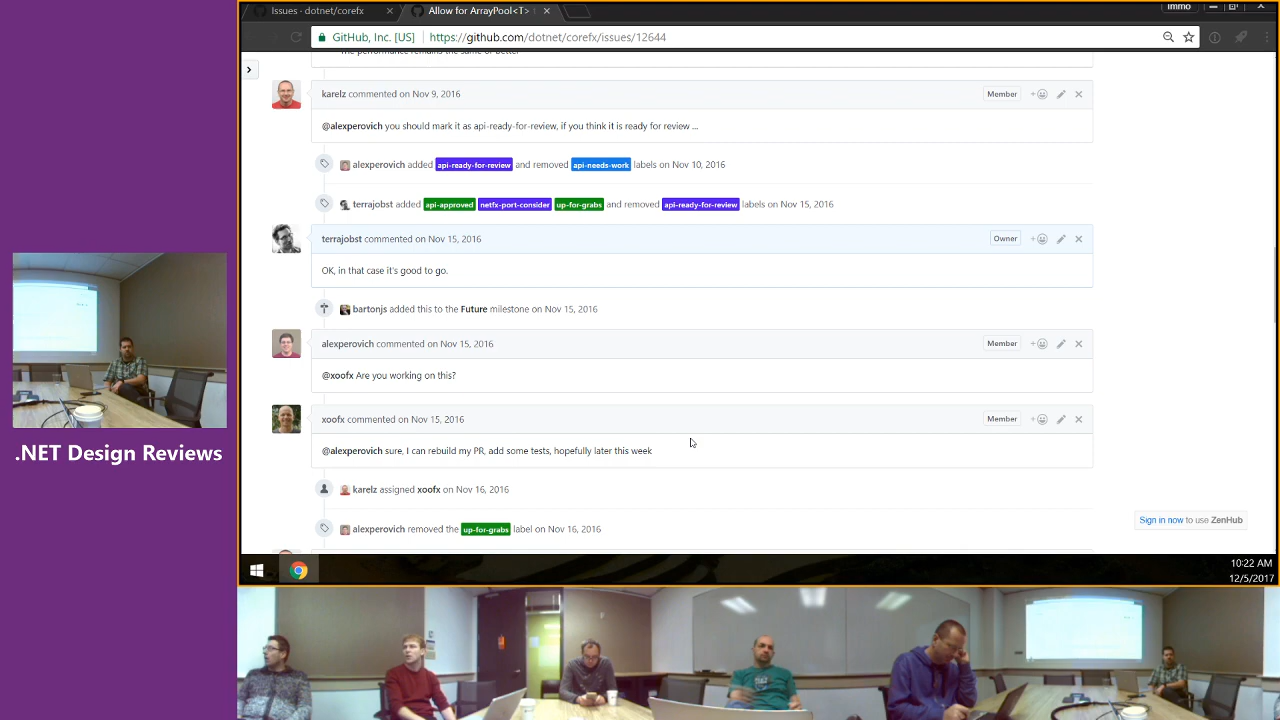 Issues · dotnet/corefx
Allow for ArrayPool<T>
Immo
GitHub, Inc. [US]
https://github.com/dotnet/corefx/issues/12644
karelz commented on Nov 9, 2016
Member
@alexperovich you should mark it as api-ready-for-review, if you think it is ready for review ...
alexperovich added api-ready-for-review and removed api-needs-work labels on Nov 10, 2016
terrajobst added api-approved netfx-port-consider up-for-grabs and removed api-ready-for-review labels on Nov 15, 2016
terrajobst commented on Nov 15, 2016
Owner
OK, in that case it's good to go.
bartonjs added this to the Future milestone on Nov 15, 2016
alexperovich commented on Nov 15, 2016
Member
@xoofx Are you working on this?
xoofx commented on Nov 15, 2016
Member
@alexperovich sure, I can rebuild my PR, add some tests, hopefully later this week
karelz assigned xoofx on Nov 16, 2016
alexperovich removed the up-for-grabs label on Nov 16, 2016
Sign in now to use ZenHub
10:22 AM
12/5/2017
.NET Design Reviews